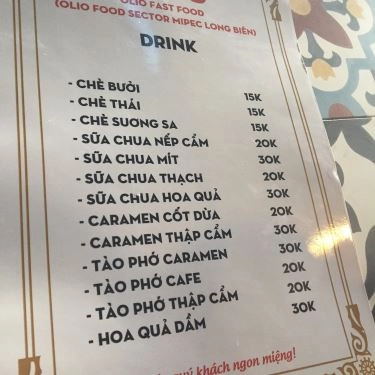 OLIO FAST FOOD
(OLIO FOOD SECTOR MIPEC LONG BIÊN)
DRINK
- CHÈ BƯỞI 15K
- CHÈ THÁI 15K
- CHÈ SƯƠNG SA 15K
- SỮA CHUA NẾP CẨM 20K
- SỮA CHUA MÍT 30K
- SỮA CHUA THẠCH 20K
- SỮA CHUA HOA QUẢ 30K
- CARAMEN CỐT DỪA 20K
- CARAMEN THẬP CẨM 30K
- TÀO PHỚ CARAMEN 30K
- TÀO PHỚ CAFE 20K
- TÀO PHỚ THẬP CẨM 20K
- HOA QUẢ DẦM 30K
quý khách ngon miệng!